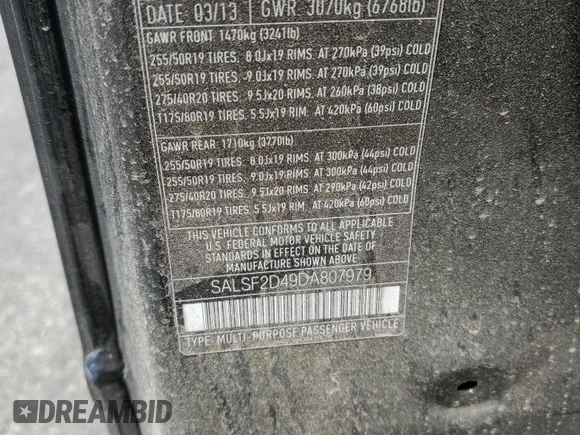 DATE 03/13 GWR 3070kg (6768lb)
GAWR FRONT 1470kg (3241lb)
255/50R19 TIRES. 8.0Jx19 RIMS. AT 270kPa (39psi) COLD
255/50R19 TIRES. 9.0Jx19 RIMS. AT 270kPa (39psi) COLD
275/40R20 TIRES. 9.5Jx20 RIMS. AT 260kPa (38psi) COLD
T175/80R19 TIRES. 5.5Jx19 RIM. AT 420kPa (60psi) COLD
GAWR REAR 1710kg (3770lb)
255/50R19 TIRES. 8.0Jx19 RIMS. AT 300kPa (44psi) COLD
255/50R19 TIRES. 9.0Jx19 RIMS. AT 300kPa (44psi) COLD
275/40R20 TIRES. 9.5Jx20 RIMS. AT 290kPa (42psi) COLD
T175/80R19 TIRES. 5.5Jx19 RIM. AT 420kPa (60psi) COLD
THIS VEHICLE CONFORMS TO ALL APPLICABLE
U.S. FEDERAL MOTOR VEHICLE SAFETY
STANDARDS IN EFFECT ON THE DATE OF
MANUFACTURE SHOWN ABOVE.
SALSF2D49DA807979
TYPE: MULTI-PURPOSE PASSENGER VEHICLE
DREAMBID